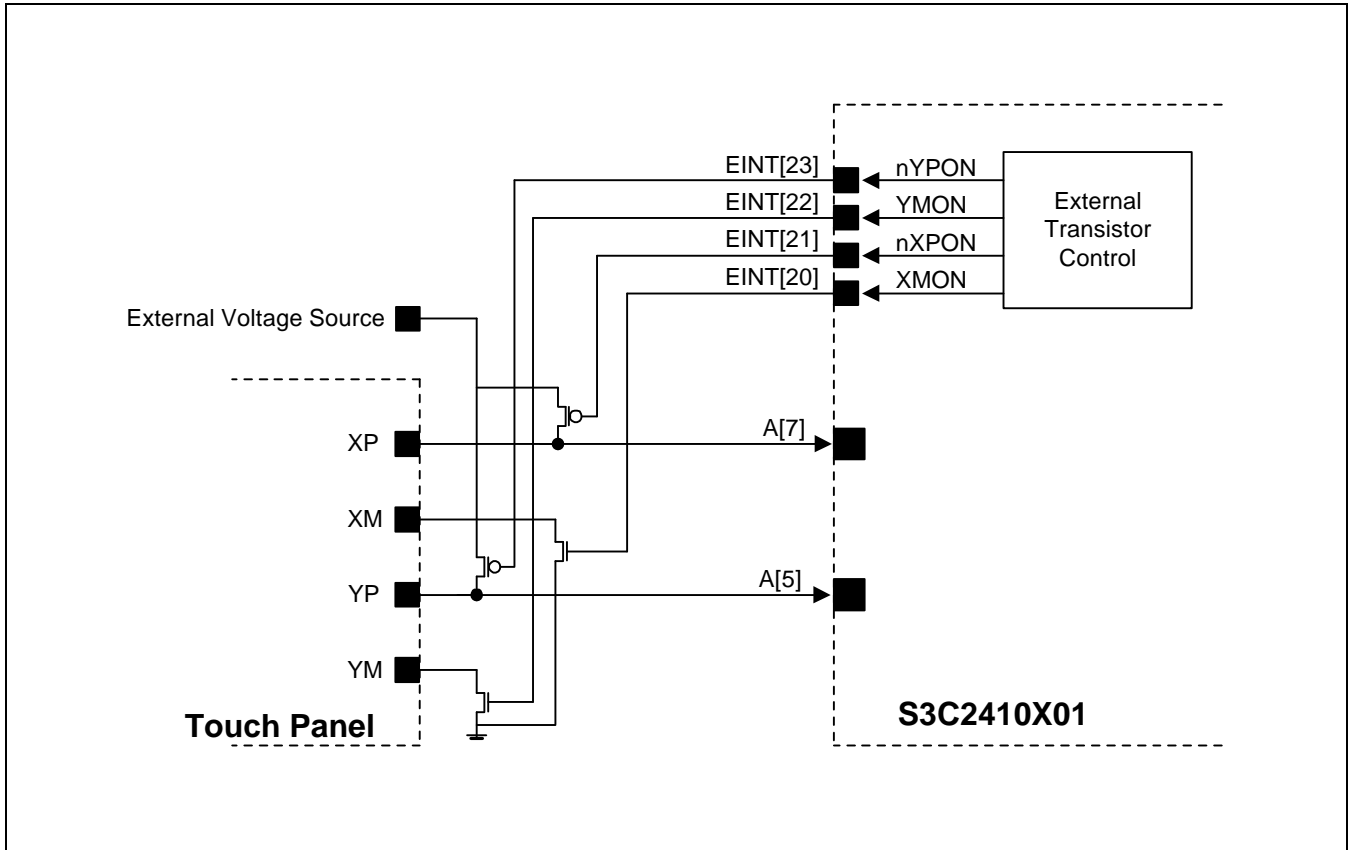 EINT[23]
nYPON
EINT[22]
YMON
EINT[21]
nXPON
EINT[20]
XMON
External
Transistor
Control
External Voltage Source
XP
A[7]
XM
YP
A[5]
YM
Touch Panel
S3C2410X01